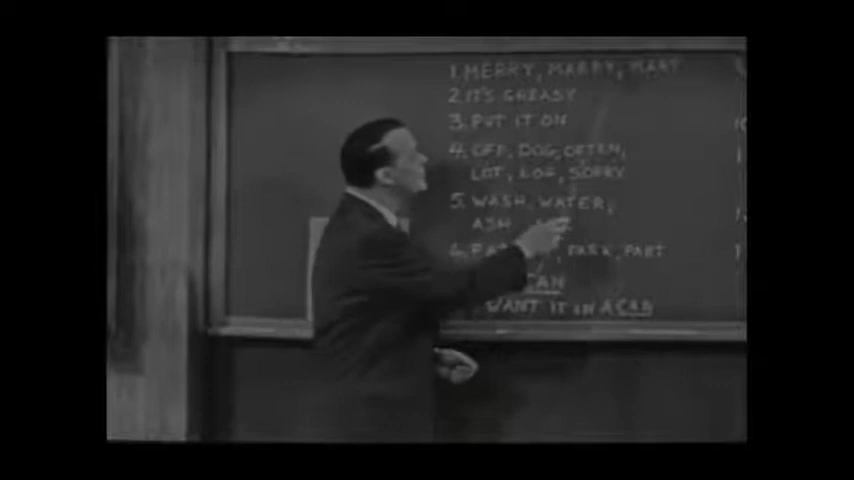 1. MERRY, MARRY, MARY
2. IT'S GREASY
3. PUT IT ON
4. OFF, DOG, OFTEN,
LOT, LOG, SORRY
5. WASH, WATER,
ASH
6. PARK, PART
WANT IT IN A CAB